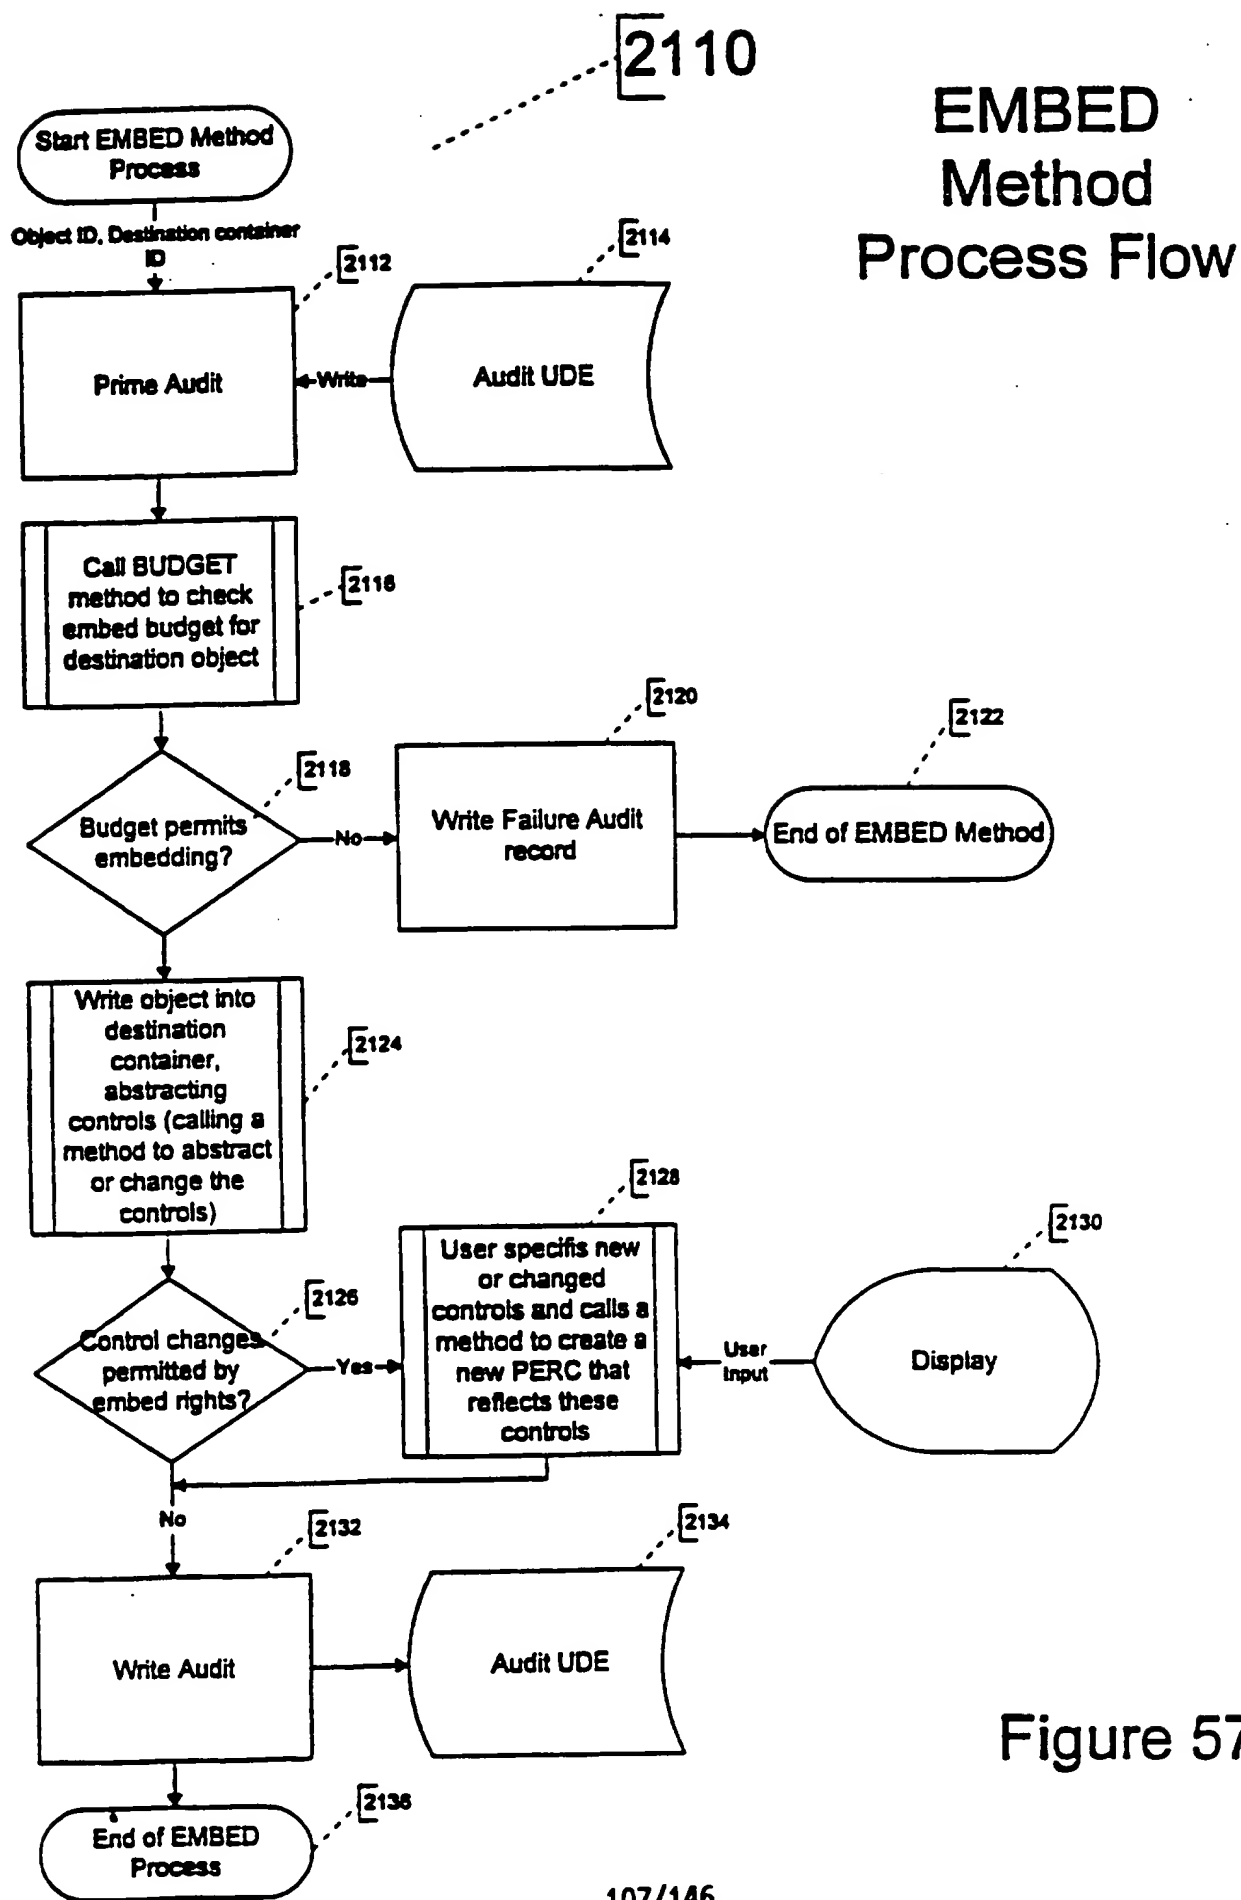 2110
EMBED
Method
Process Flow
Start EMBED Method
Process
Object ID, Destination container
ID
2112
2114
Prime Audit
Write
Audit UDE
Call BUDGET
method to check
embed budget for
destination object
2116
2118
Budget permits
embedding?
No
2120
Write Failure Audit
record
2122
End of EMBED Method
Write object into
destination
container,
abstracting
controls (calling a
method to abstract
or change the
controls)
2124
2126
Control changes
permitted by
embed rights?
Yes
2128
User specifis new
or changed
controls and calls a
method to create a
new PERC that
reflects these
controls
User
Input
2130
Display
No
2132
Write Audit
2134
Audit UDE
Figure 57
2136
End of EMBED
Process
107/146